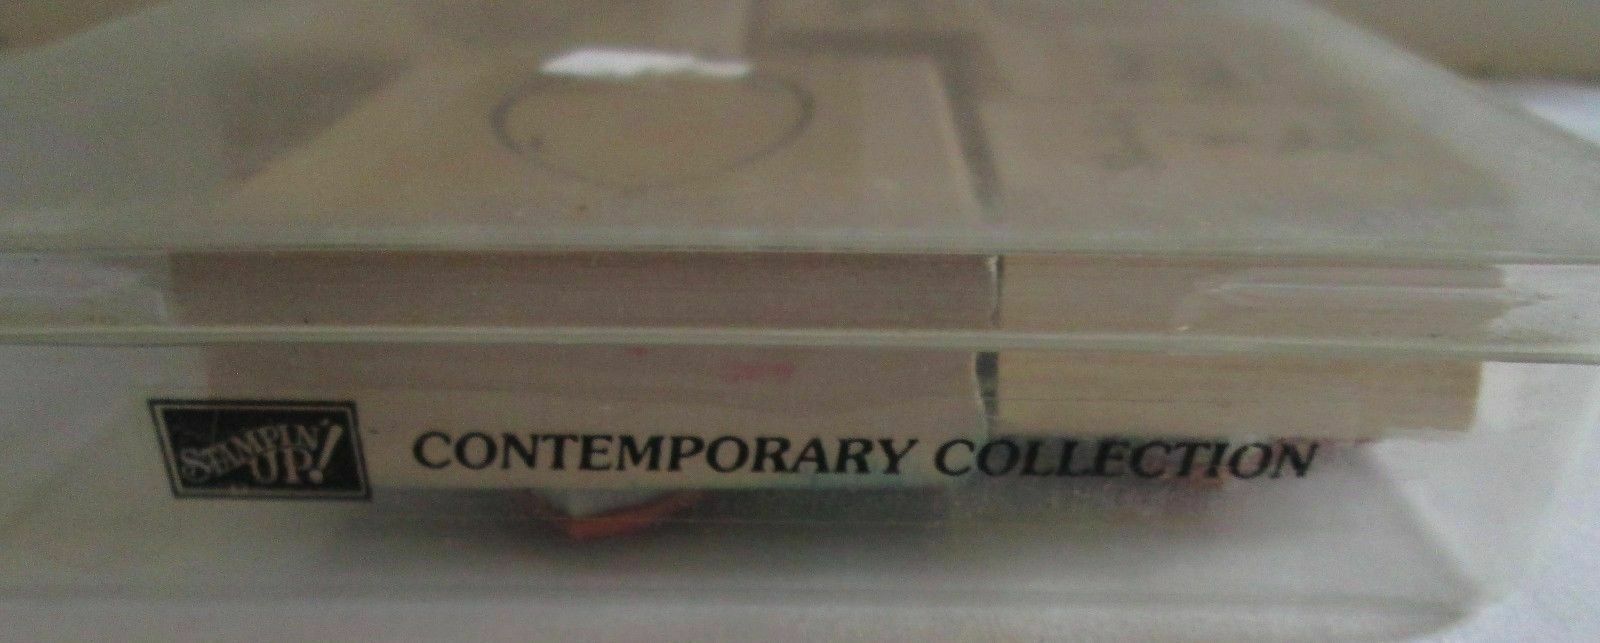 STAMPIN' UP!
CONTEMPORARY COLLECTION